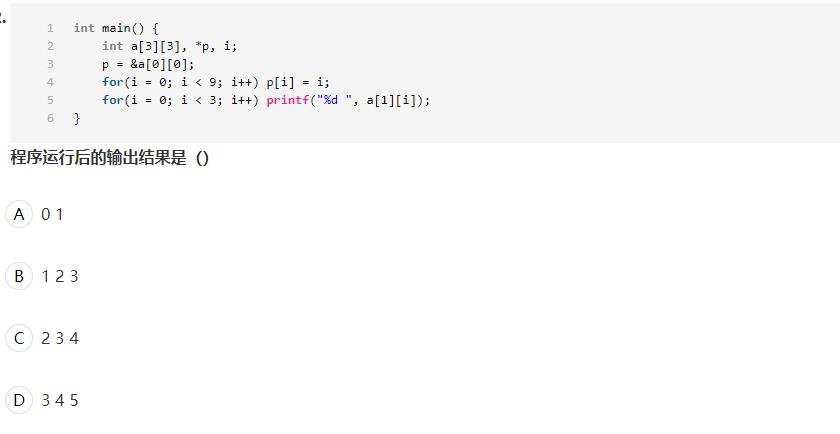 1 int main() {
2 int a[3][3], *p, i;
3 p = &a[0][0];
4 for(i = 0; i < 9; i++) p[i] = i;
5 for(i = 0; i < 3; i++) printf("%d ", a[1][i]);
6 }
程序运行后的输出结果是 ()
A 0 1
B 1 2 3
C 2 3 4
D 3 4 5